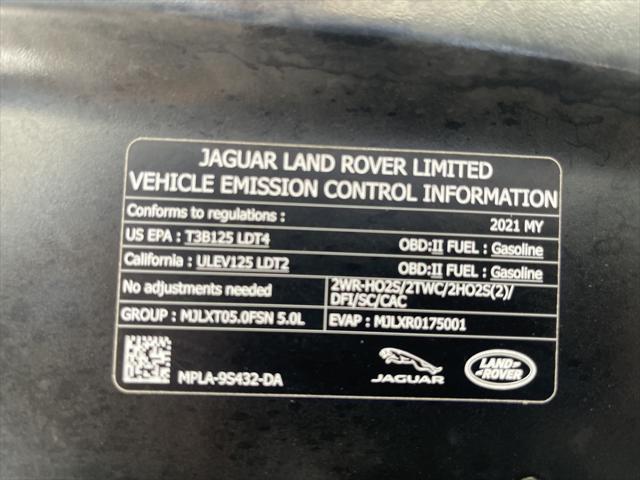 JAGUAR LAND ROVER LIMITED
VEHICLE EMISSION CONTROL INFORMATION
Conforms to regulations : 2021 MY
US EPA : T3B125 LDT4 OBD:II FUEL : Gasoline
California : ULEV125 LDT2 OBD:II FUEL : Gasoline
No adjustments needed
2WR-HO2S/2TWC/2HO2S(2)/
DFI/SC/CAC
GROUP : MJLXT05.0FSN 5.0L EVAP : MJLXR0175001
MPLA-9S432-DA
JAGUAR
LAND
ROVER